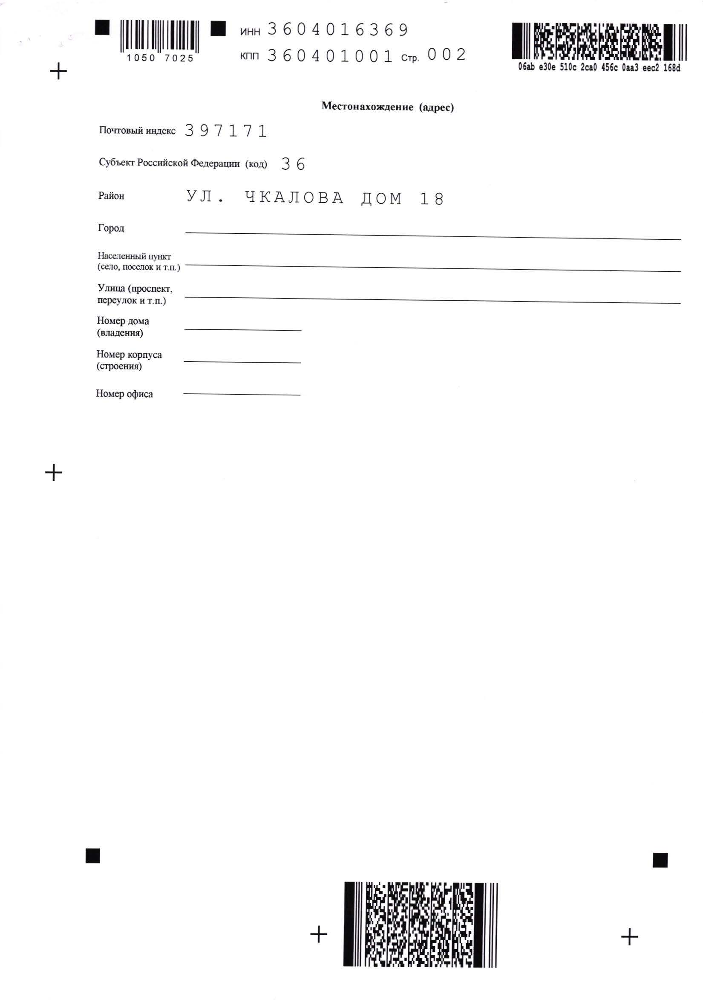 ИНН 3604016369
1050 7025
КПП 360401001 Стр. 002
06ab e30e 510c 2ca0 456c 0aa3 eec2 168d
Местонахождение (адрес)
Почтовый индекс 397171
Субъект Российской Федерации (код) 36
Район УЛ. ЧКАЛОВА ДОМ 18
Город
Населенный пункт
(село, поселок и т.п.)
Улица (проспект,
переулок и т.п.)
Номер дома
(владения)
Номер корпуса
(строения)
Номер офиса